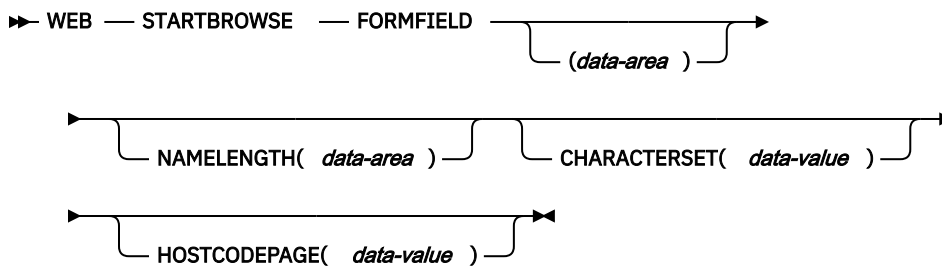 WEB STARTBROWSE FORMFIELD
(data-area )
NAMELENGTH( data-area ) CHARACTERSET( data-value )
HOSTCODEPAGE( data-value )